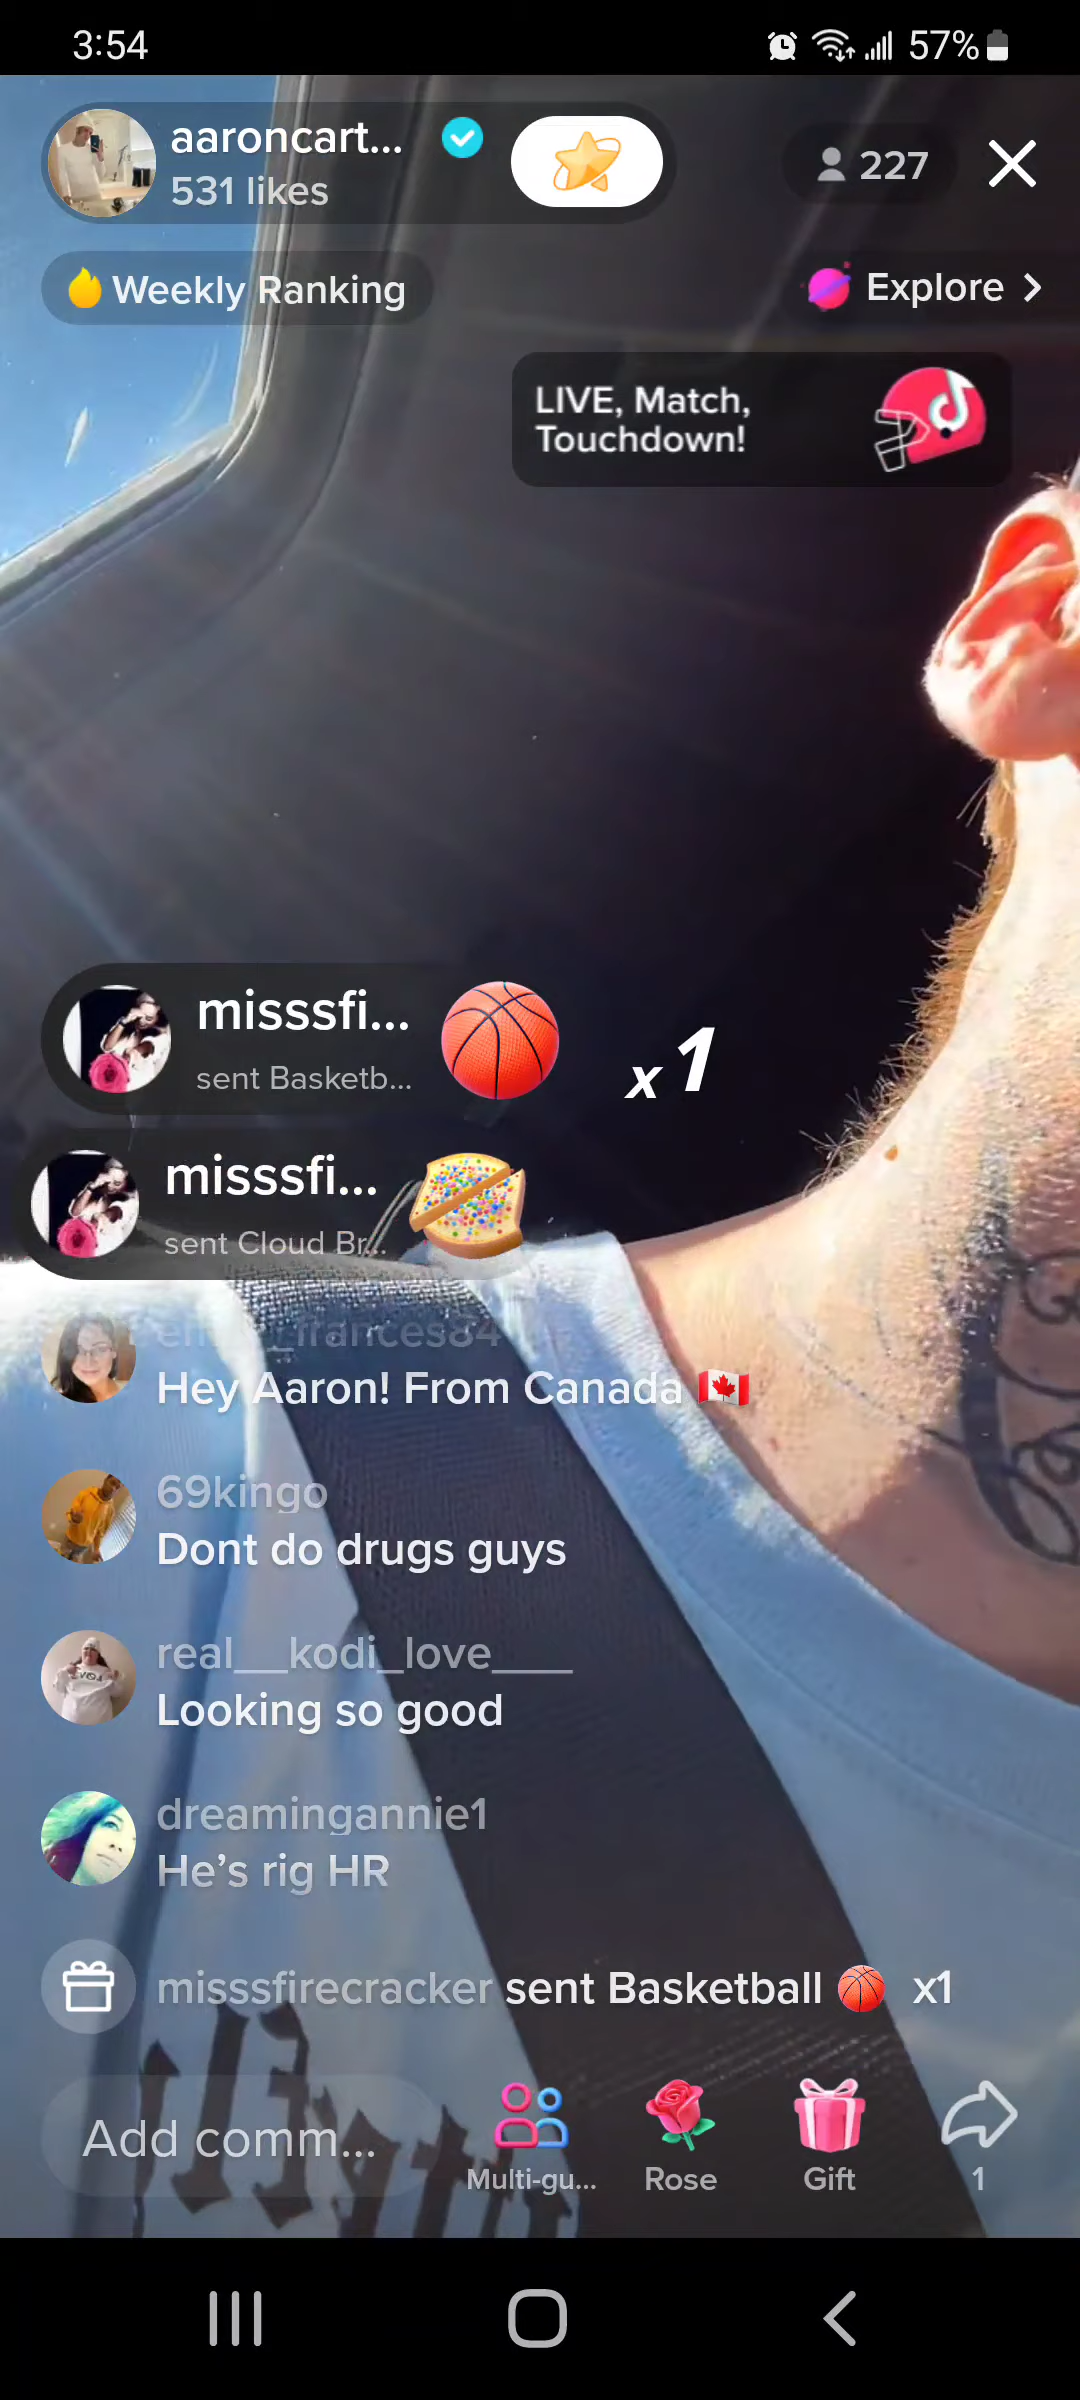 3:54
57%
aaroncart...
531 likes
227
Weekly Ranking
Explore
LIVE, Match,
Touchdown!
misssfi...
sent Basketb...
x1
misssfi...
sent Cloud Br...
Hey Aaron! From Canada 🇨🇦
69kingo
Dont do drugs guys
real__kodi_love___
Looking so good
dreamingannie1
He's rig HR
misssfirecracker sent Basketball 🏀 x1
Add comm...
Multi-gu...
Rose
Gift
1